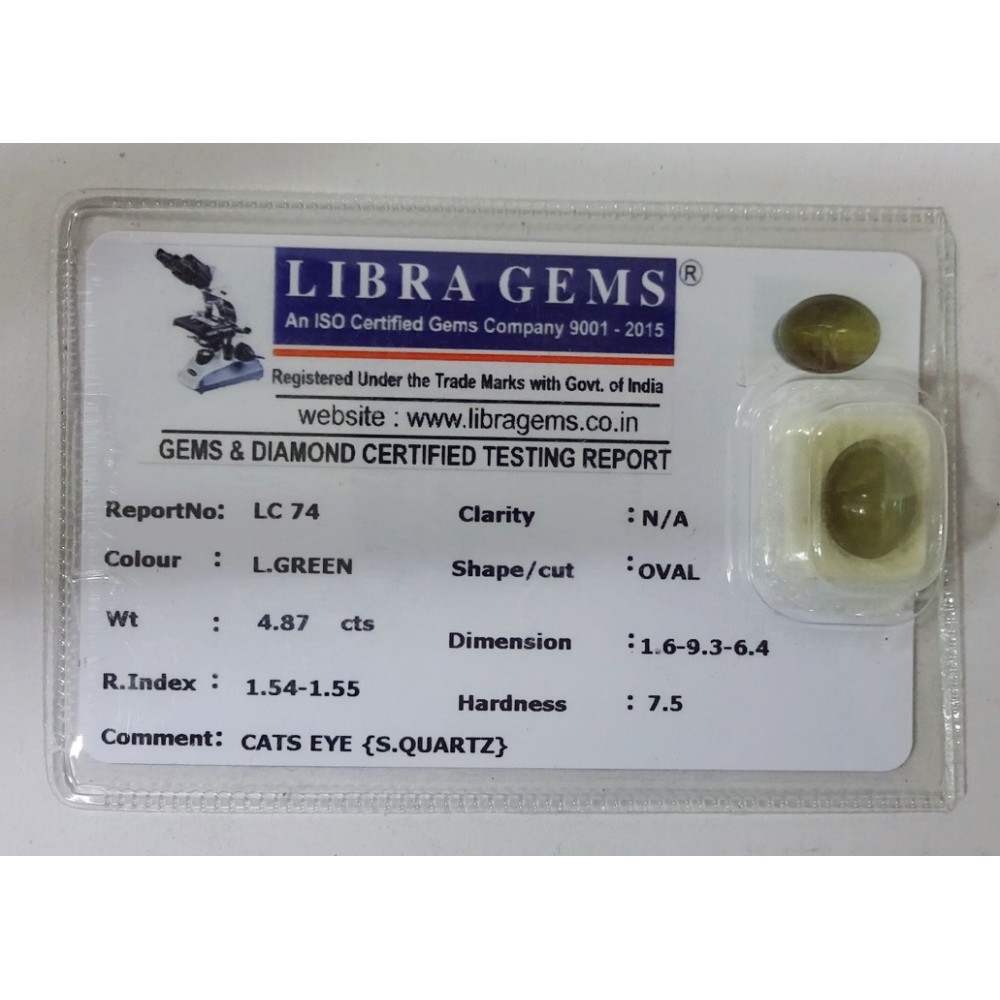 LIBRA GEMS ®
An ISO Certified Gems Company 9001 - 2015
Registered Under the Trade Marks with Govt. of India
website : www.libragems.co.in
GEMS & DIAMOND CERTIFIED TESTING REPORT
ReportNo: LC 74
Colour : L.GREEN
Wt : 4.87 cts
R.Index : 1.54-1.55
Comment: CATS EYE {S.QUARTZ}
Clarity : N/A
Shape/cut : OVAL
Dimension : 1.6-9.3-6.4
Hardness : 7.5